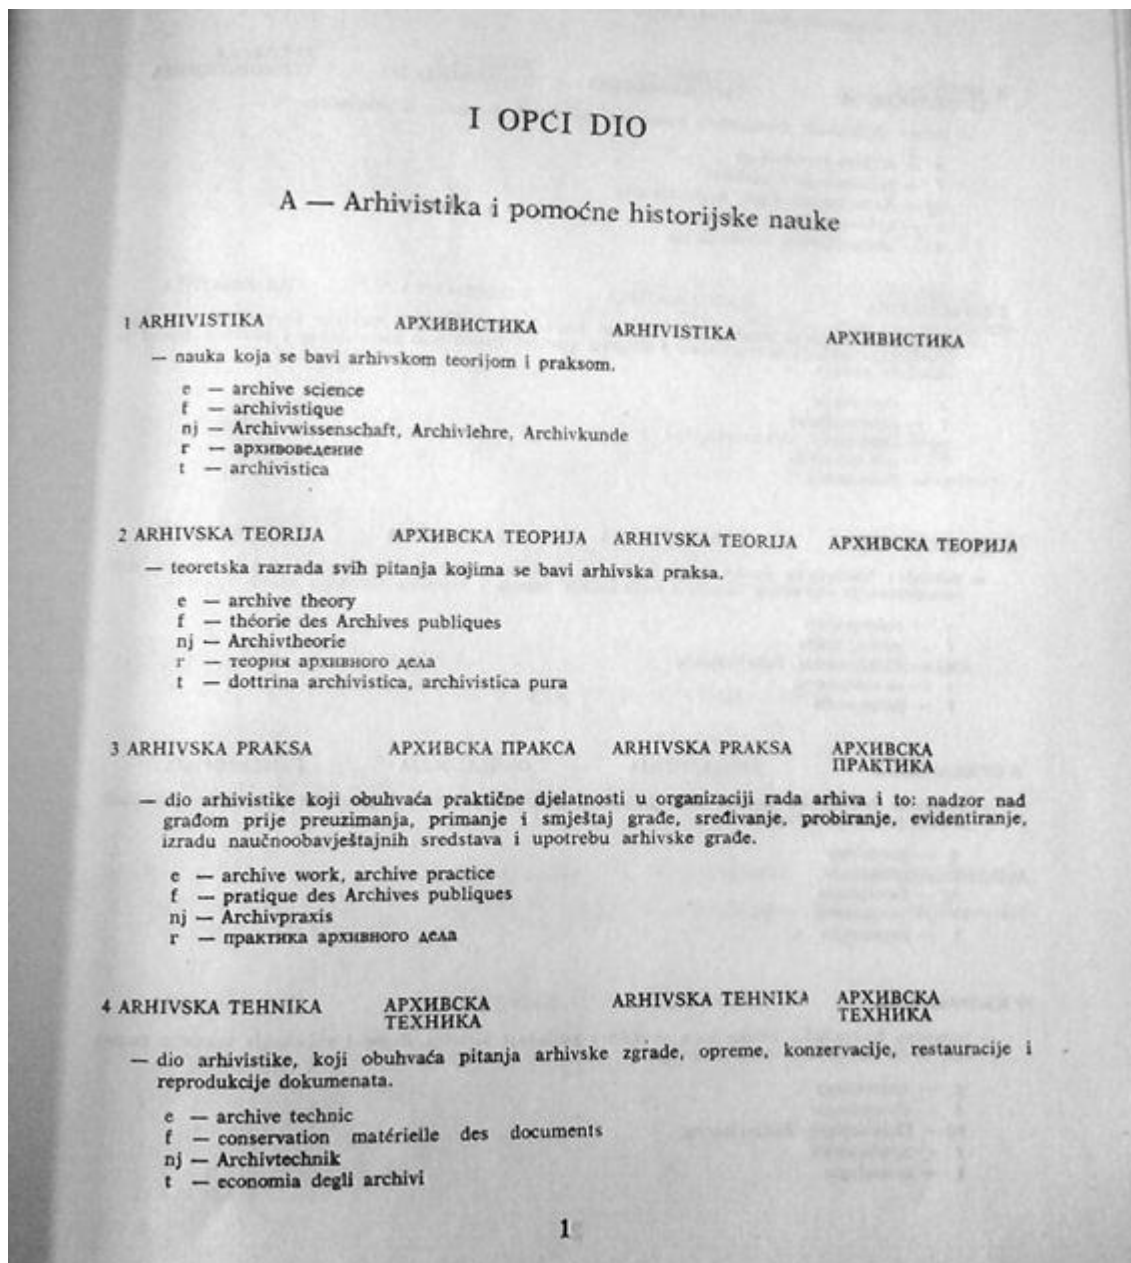 I OPĆI DIO
A — Arhivistika i pomoćne historijske nauke
1 ARHIVISTIKA АРХИВИСТИКА ARHIVISTIKA АРХИВИСТИКА
— nauka koja se bavi arhivskom teorijom i praksom.
e — archive science
f — archivistique
nj — Archivwissenschaft, Archivlehre, Archivkunde
r — архивоведение
t — archivistica
2 ARHIVSKA TEORIJA АРХИВСКА ТЕОРИЈА ARHIVSKA TEORIJA АРХИВСКА ТЕОРИЈА
— teoretska razrada svih pitanja kojima se bavi arhivska praksa.
e — archive theory
f — théorie des Archives publiques
nj — Archivtheorie
r — теория архивного дела
t — dottrina archivistica, archivistica pura
3 ARHIVSKA PRAKSA АРХИВСКА ПРАКСА ARHIVSKA PRAKSA АРХИВСКА
ПРАКТИКА
— dio arhivistike koji obuhvaća praktične djelatnosti u organizaciji rada arhiva i to: nadzor nad
građom prije preuzimanja, primanje i smještaj građe, sređivanje, probiranje, evidentiranje,
izradu naučnoobavještajnih sredstava i upotrebu arhivske građe.
e — archive work, archive practice
f — pratique des Archives publiques
nj — Archivpraxis
r — практика архивного дела
4 ARHIVSKA TEHNIKA АРХИВСКА ARHIVSKA TEHNIKA АРХИВСКА
ТЕХНИКА ТЕХНИКА
— dio arhivistike, koji obuhvaća pitanja arhivske zgrade, opreme, konzervacije, restauracije i
reprodukcije dokumenata.
e — archive technic
f — conservation matérielle des documents
nj — Archivtechnik
t — economia degli archivi
1